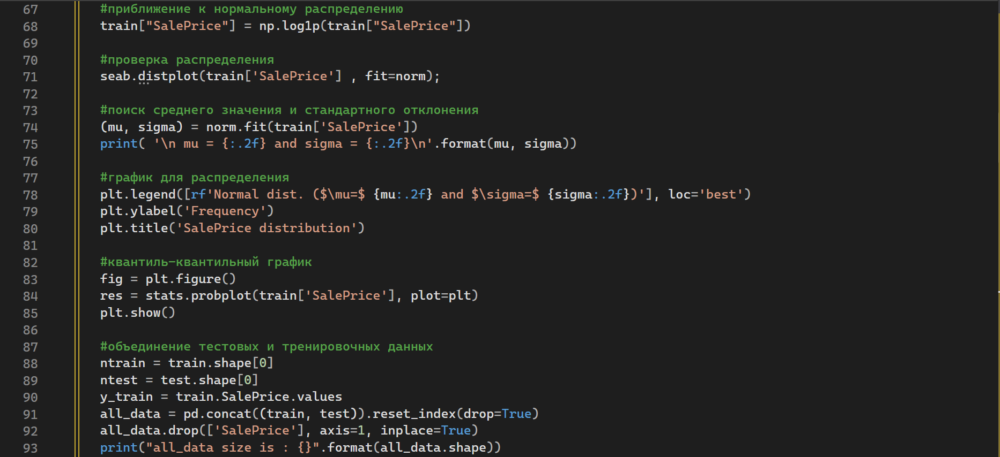 67 #приближение к нормальному распределению
68 train["SalePrice"] = np.log1p(train["SalePrice"])
69
70 #проверка распределения
71 seab.distplot(train['SalePrice'] , fit=norm);
72
73 #поиск среднего значения и стандартного отклонения
74 (mu, sigma) = norm.fit(train['SalePrice'])
75 print( '\n mu = {:.2f} and sigma = {:.2f}\n'.format(mu, sigma))
76
77 #график для распределения
78 plt.legend([rf'Normal dist. ($\mu=$ {mu:.2f} and $\sigma=$ {sigma:.2f})'], loc='best')
79 plt.ylabel('Frequency')
80 plt.title('SalePrice distribution')
81
82 #квантиль-квантильный график
83 fig = plt.figure()
84 res = stats.probplot(train['SalePrice'], plot=plt)
85 plt.show()
86
87 #объединение тестовых и тренировочных данных
88 ntrain = train.shape[0]
89 ntest = test.shape[0]
90 y_train = train.SalePrice.values
91 all_data = pd.concat((train, test)).reset_index(drop=True)
92 all_data.drop(['SalePrice'], axis=1, inplace=True)
93 print("all_data size is : {}".format(all_data.shape))